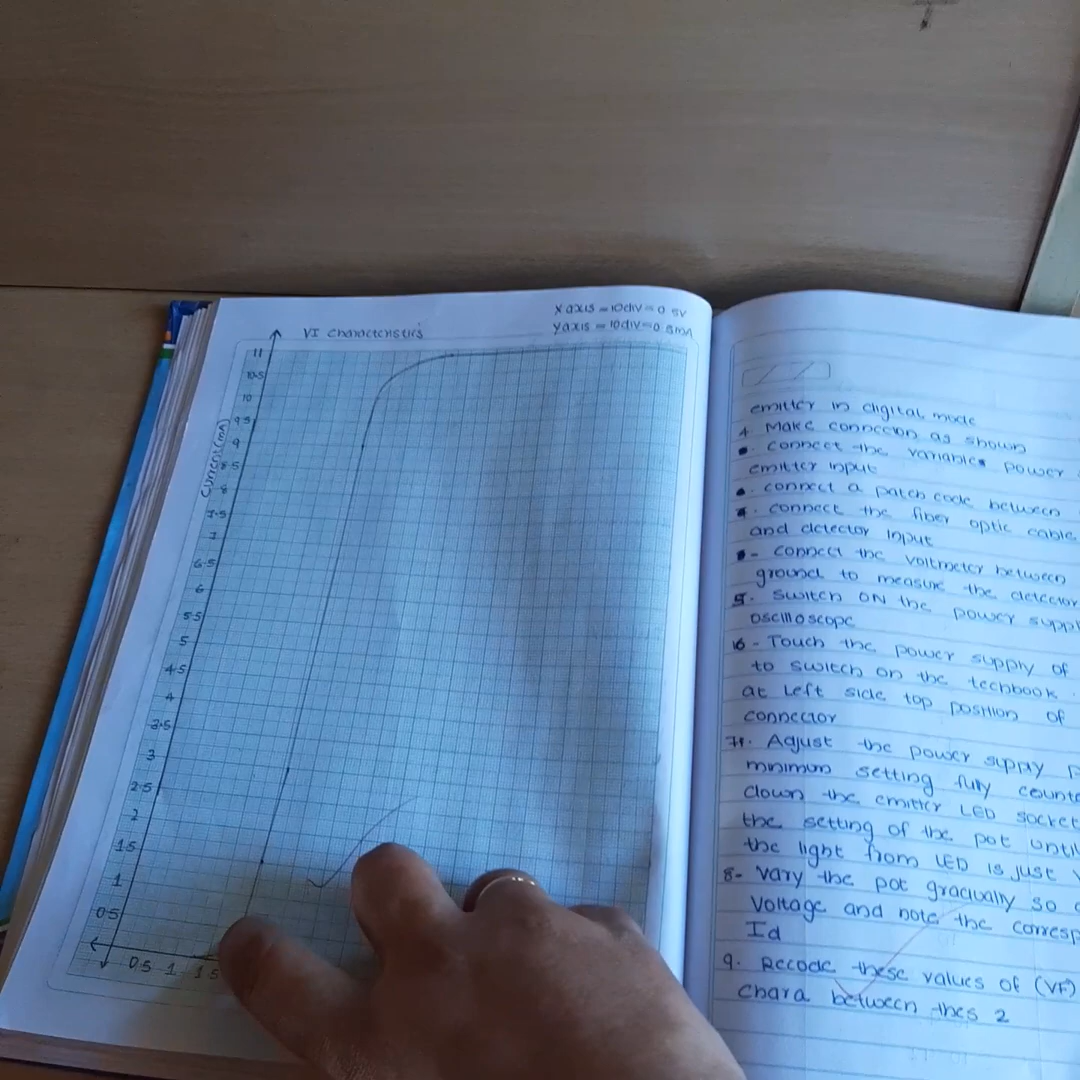 VI Characteristics
X axis = 10div = 0.5V
Y axis = 10div = 0.5mA
Current (mA)
11
10.5
10
9.5
9
8.5
8
7.5
7
6.5
6
5.5
5
4.5
4
3.5
3
2.5
2
1.5
1
0.5
0.5 1 1.5
emitter in digital mode
4. Make connection as shown
connect the variable power
emitter input
connect a patch code between
connect the fiber optic cable
and detector input
connect the voltmeter between
ground to measure the detector
5. Switch ON the power supply
oscilloscope
6- Touch the power supply of
to switch on the techbook
at left side top position of
connector
7. Adjust the power supply
minimum setting fully
down the emitter LED socket
the setting of the pot until
the light from LED is just
8- Vary the pot gradually so
voltage and note the
Id
9. Recode these values of (VF)
chara between thes 2